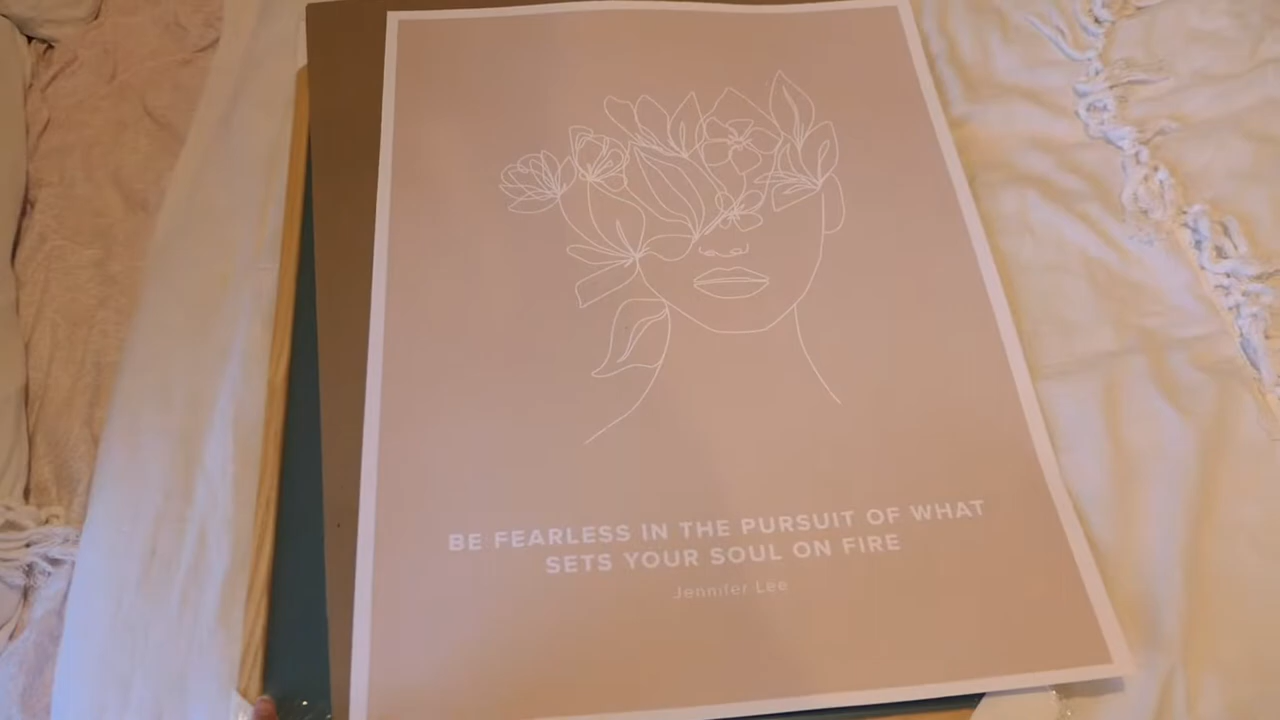 BE FEARLESS IN THE PURSUIT OF WHAT
SETS YOUR SOUL ON FIRE
Jennifer Lee